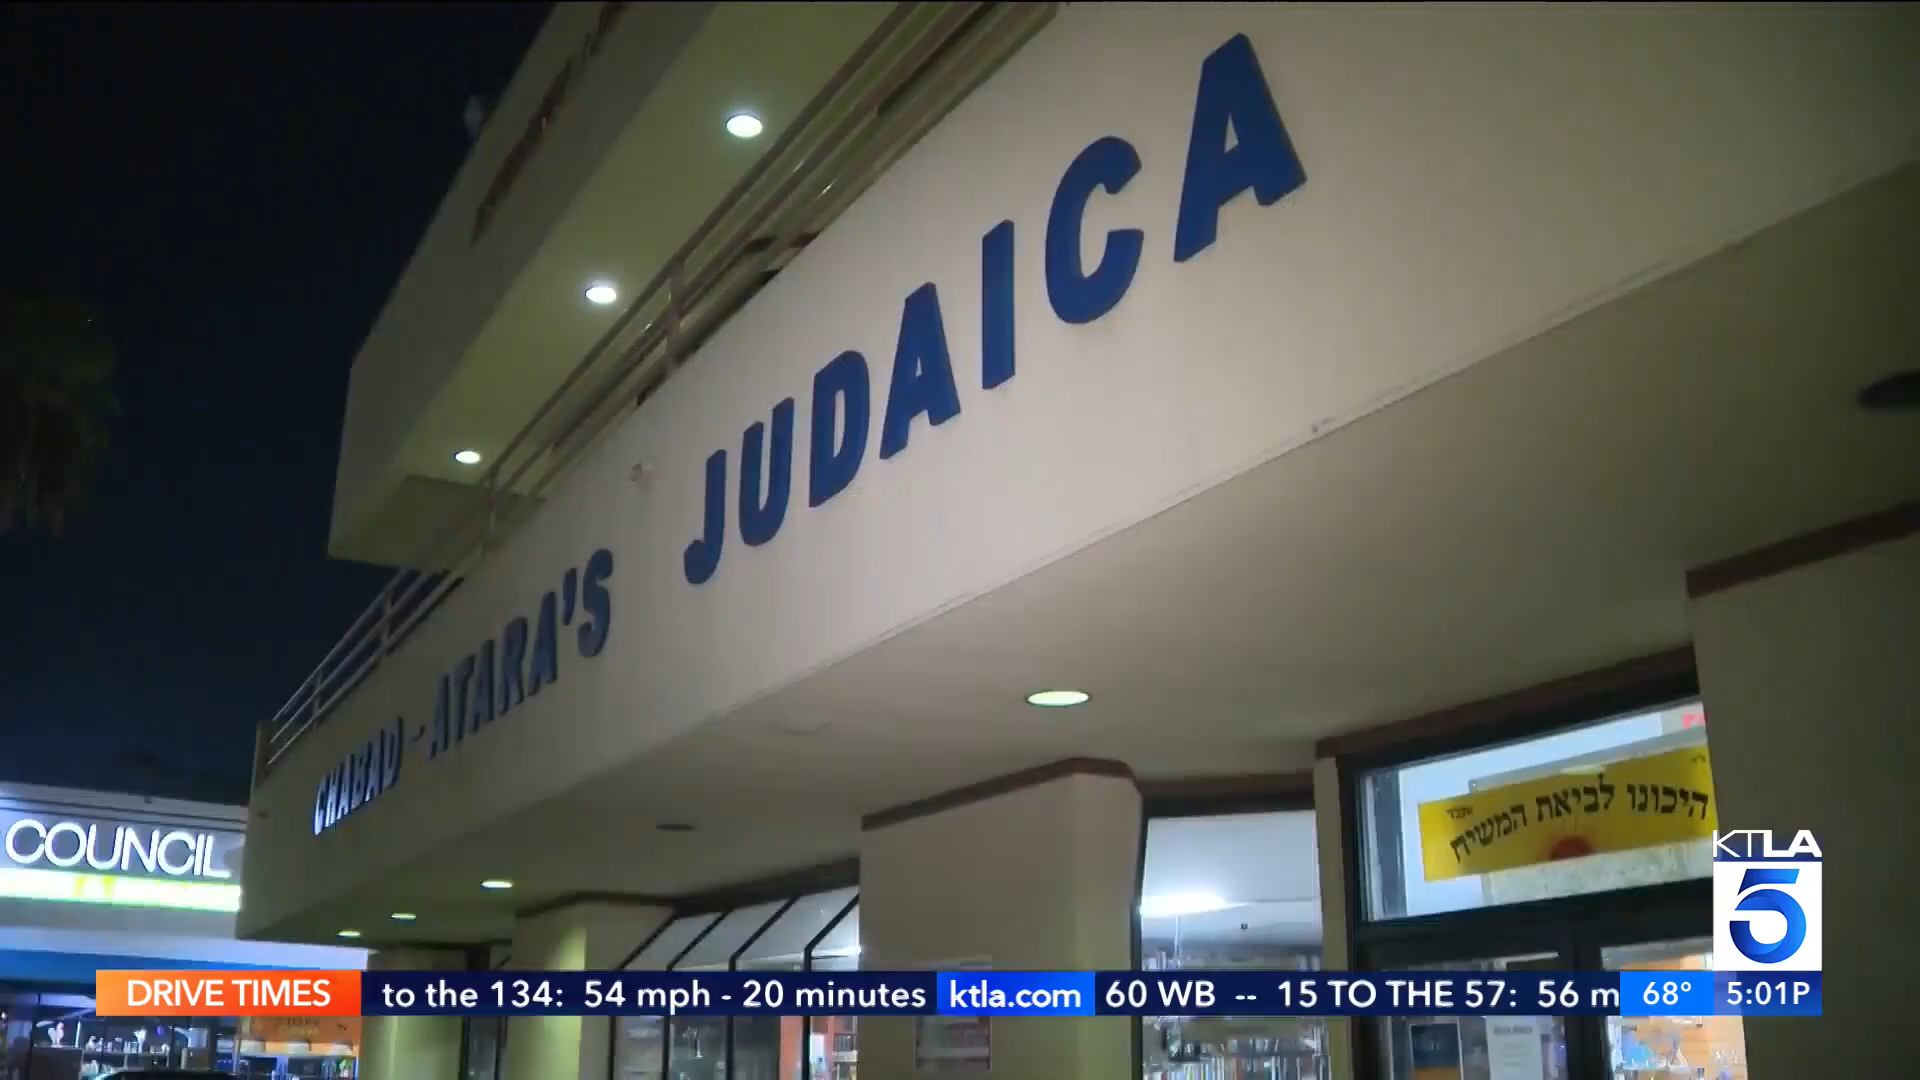 CHABAD - ATARA'S JUDAICA
COUNCIL
היכונו לביאת המשיח
KTLA
5
DRIVE TIMES
to the 134: 54 mph - 20 minutes
ktla.com
60 WB -- 15 TO THE 57: 56 m
68°
5:01P